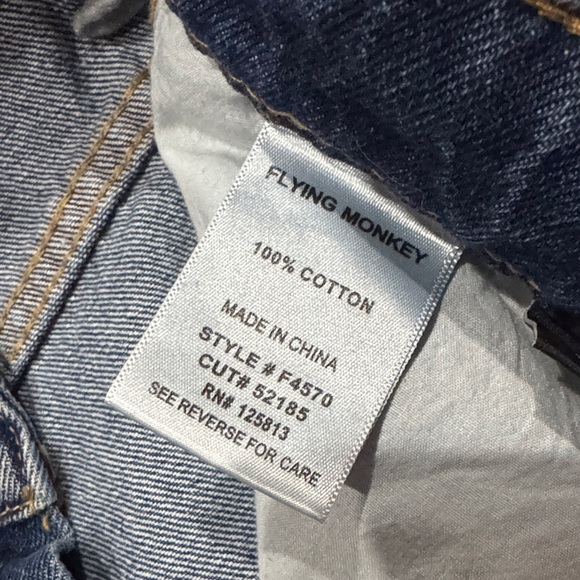 FLYING MONKEY
100% COTTON
MADE IN CHINA
STYLE # F4570
CUT# 52185
RN# 125813
SEE REVERSE FOR CARE